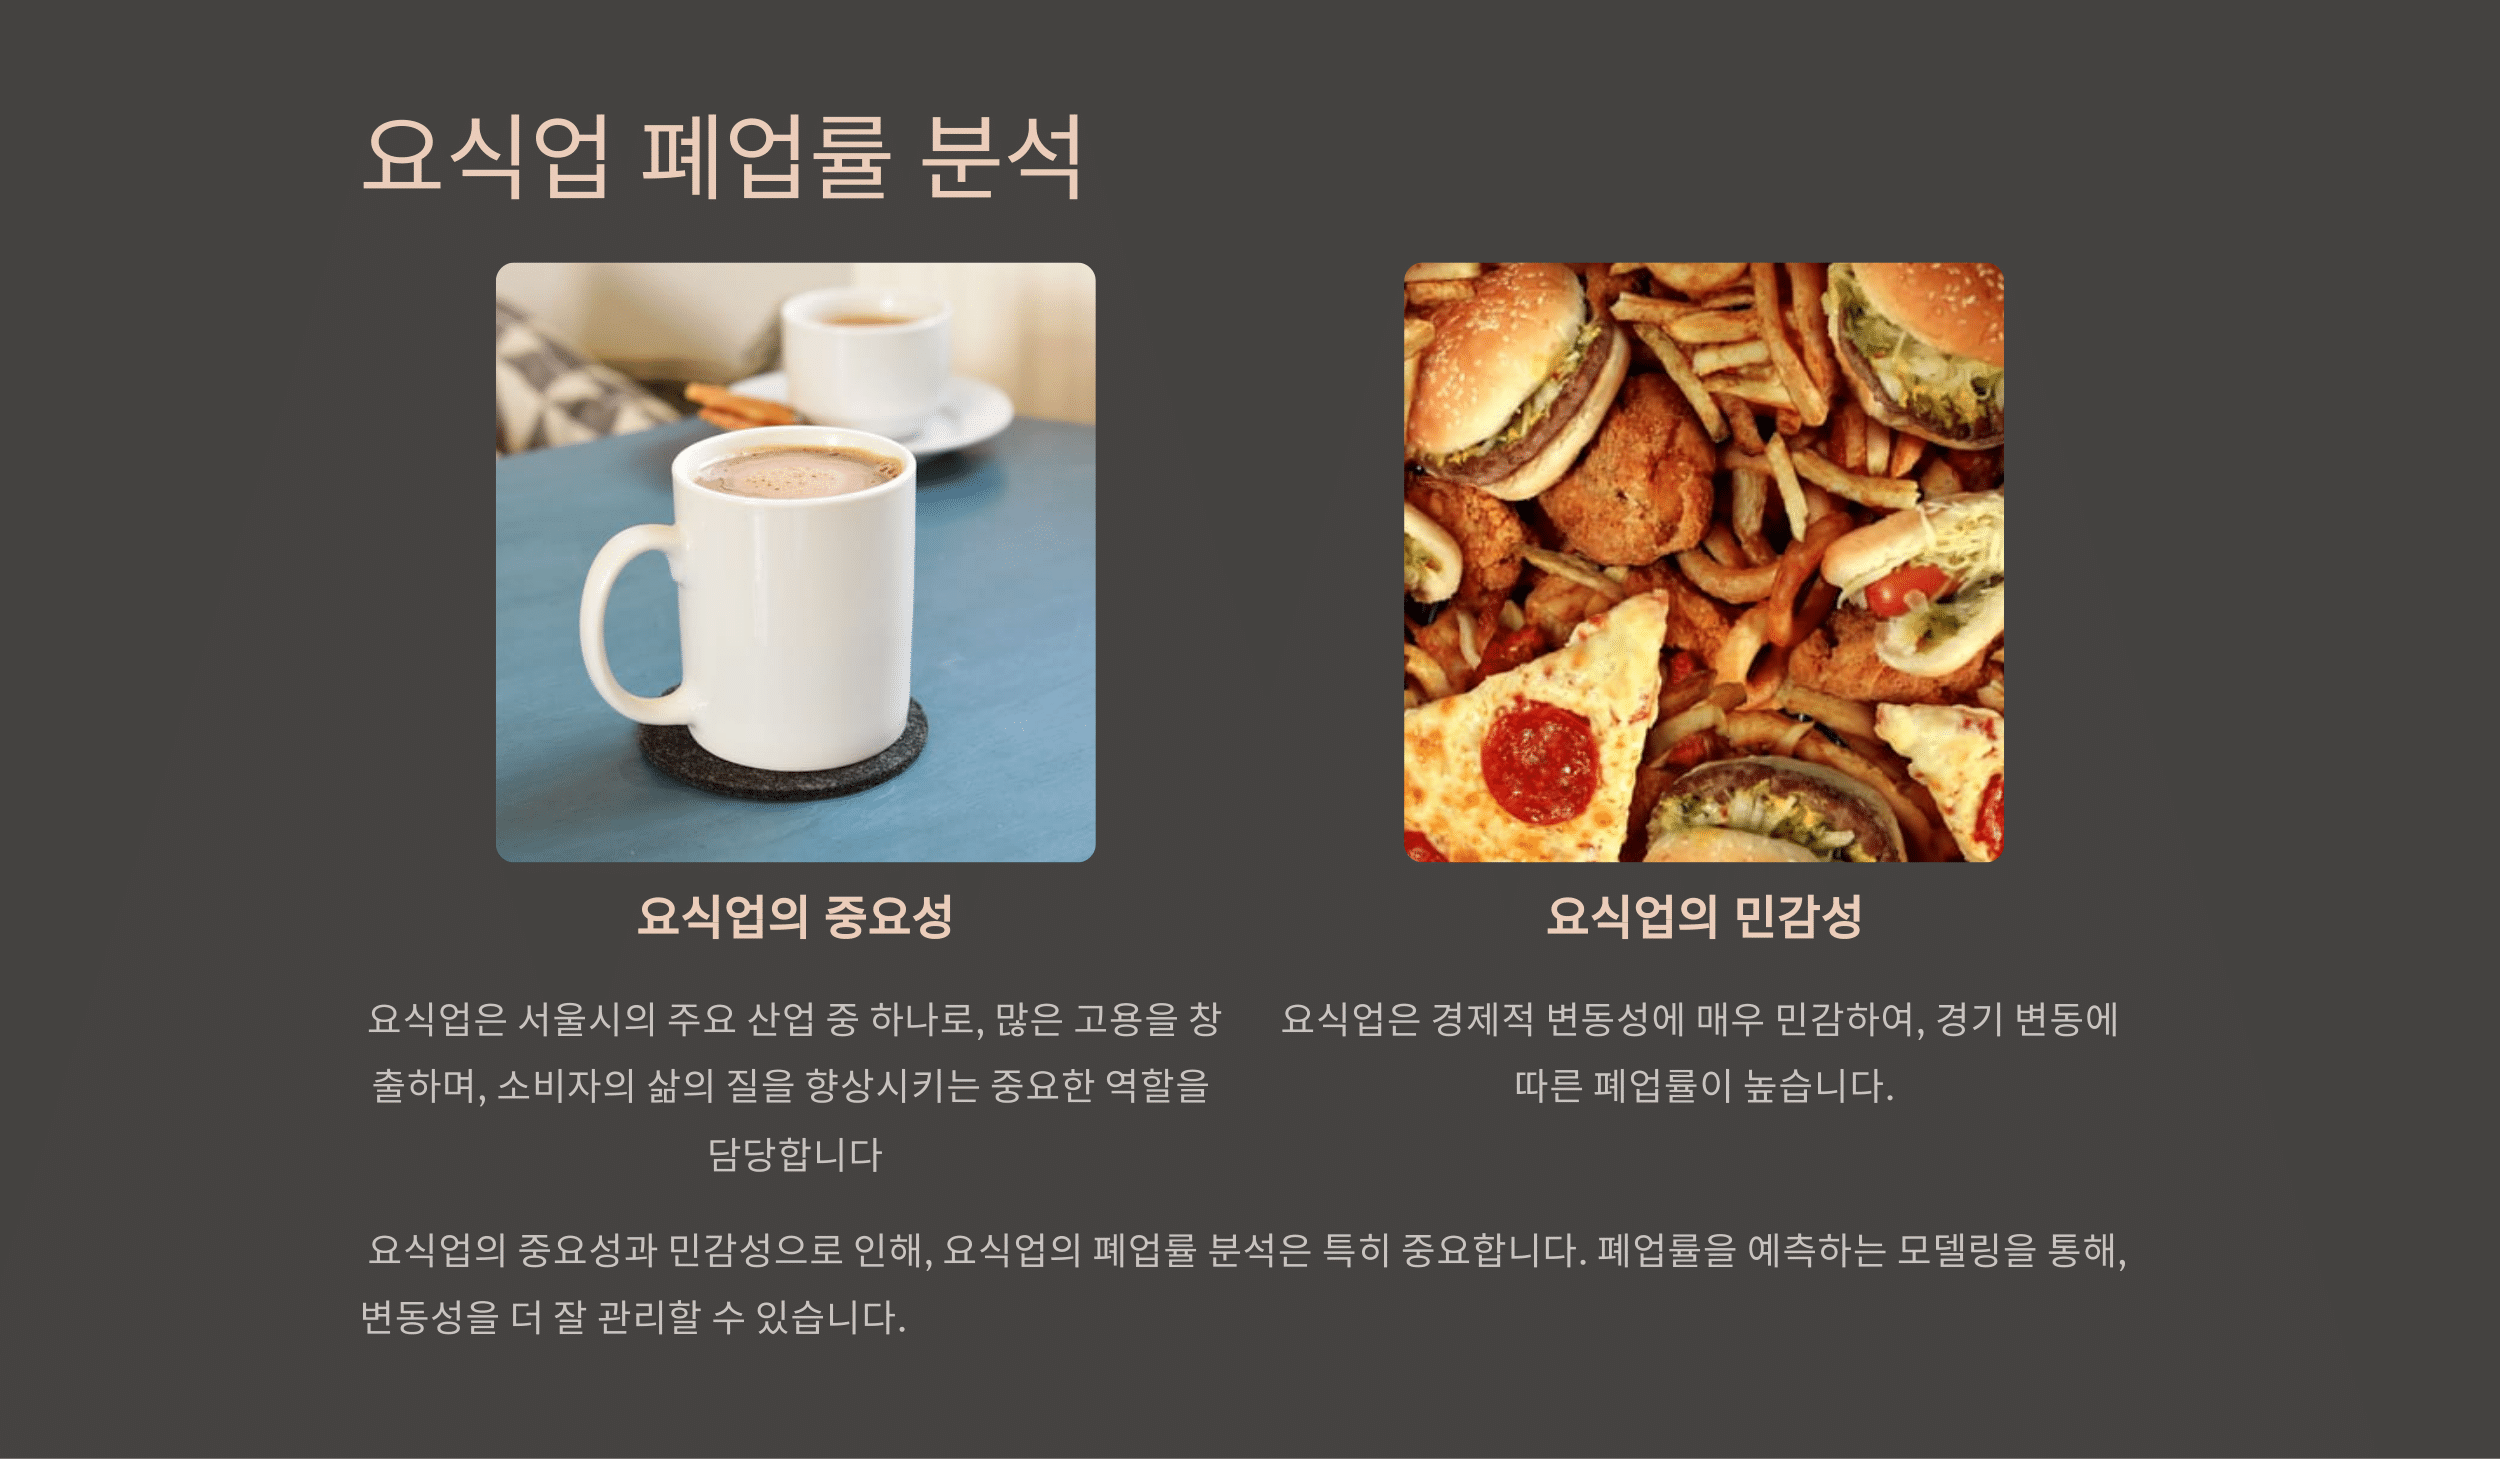 요식업 폐업률 분석
요식업의 중요성
요식업은 서울시의 주요 산업 중 하나로, 많은 고용을 창
출하며, 소비자의 삶의 질을 향상시키는 중요한 역할을
담당합니다
요식업의 민감성
요식업은 경제적 변동성에 매우 민감하여, 경기 변동에
따른 폐업률이 높습니다.
요식업의 중요성과 민감성으로 인해, 요식업의 폐업률 분석은 특히 중요합니다. 폐업률을 예측하는 모델링을 통해,
변동성을 더 잘 관리할 수 있습니다.